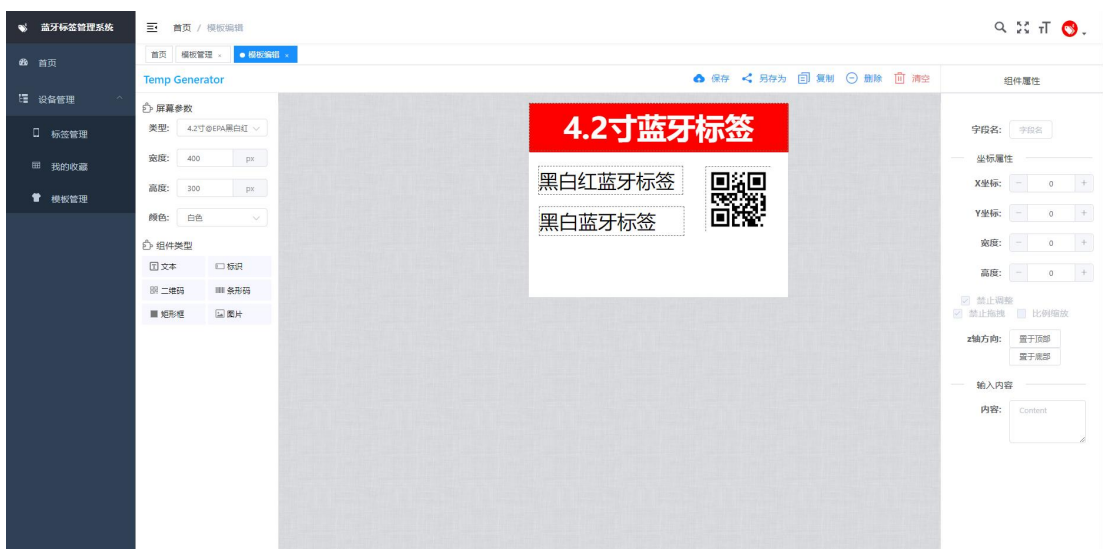 蓝牙标签管理系统
首页 / 模板编辑
首页 模板管理 × 模板编辑 ×
首页
设备管理
标签管理
我的收藏
模板管理
Temp Generator
保存 另存为 复制 删除 清空
屏幕参数
类型: 4.2寸@EPA黑白红
宽度: 400 px
高度: 300 px
颜色: 白色
组件类型
文本 标识
二维码 条形码
矩形框 图片
4.2寸蓝牙标签
黑白红蓝牙标签
黑白蓝牙标签
组件属性
字段名: 字段名
坐标属性
X坐标: - 0 +
Y坐标: - 0 +
宽度: - 0 +
高度: - 0 +
禁止调整
禁止拖拽 比例缩放
z轴方向: 置于顶部
置于底部
输入内容
内容: Content